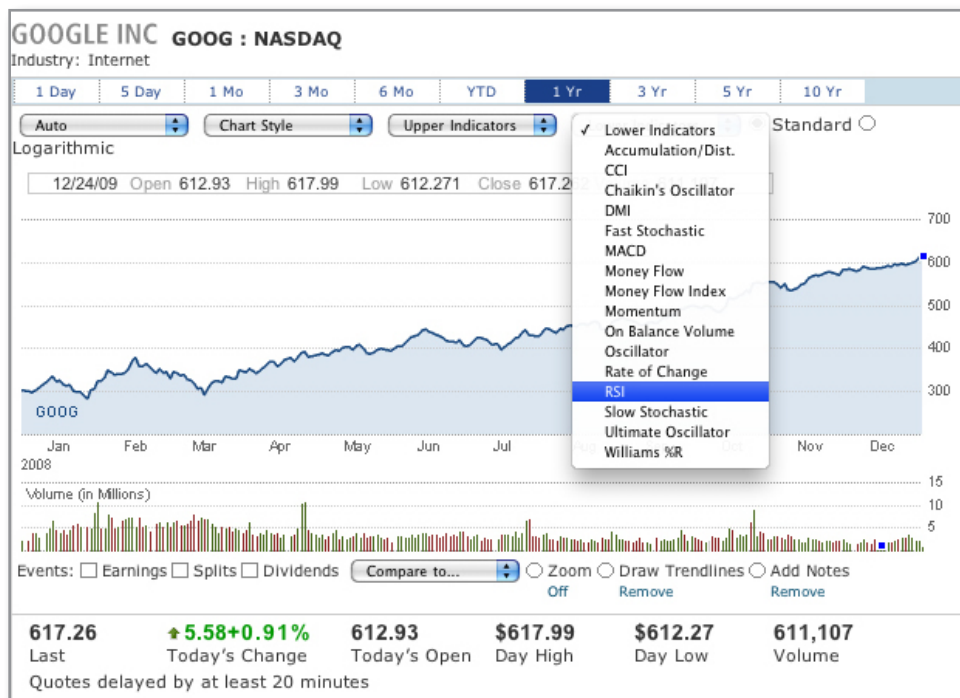 GOOGLE INC GOOG : NASDAQ
Industry: Internet
1 Day 5 Day 1 Mo 3 Mo 6 Mo YTD 1 Yr 3 Yr 5 Yr 10 Yr
Auto Chart Style Upper Indicators Standard
Logarithmic
✓ Lower Indicators
Accumulation/Dist.
CCI
Chaikin's Oscillator
DMI
Fast Stochastic
MACD
Money Flow
Money Flow Index
Momentum
On Balance Volume
Oscillator
Rate of Change
RSI
Slow Stochastic
Ultimate Oscillator
Williams %R
12/24/09 Open 612.93 High 617.99 Low 612.271 Close
700
600
500
400
300
GOOG
Jan Feb Mar Apr May Jun Jul Nov Dec
2008
Volume (in Millions)
15
10
5
Events: Earnings Splits Dividends Compare to... Zoom Draw Trendlines Add Notes
Off Remove Remove
617.26 5.58+0.91% 612.93 $617.99 $612.27 611,107
Last Today's Change Today's Open Day High Day Low Volume
Quotes delayed by at least 20 minutes